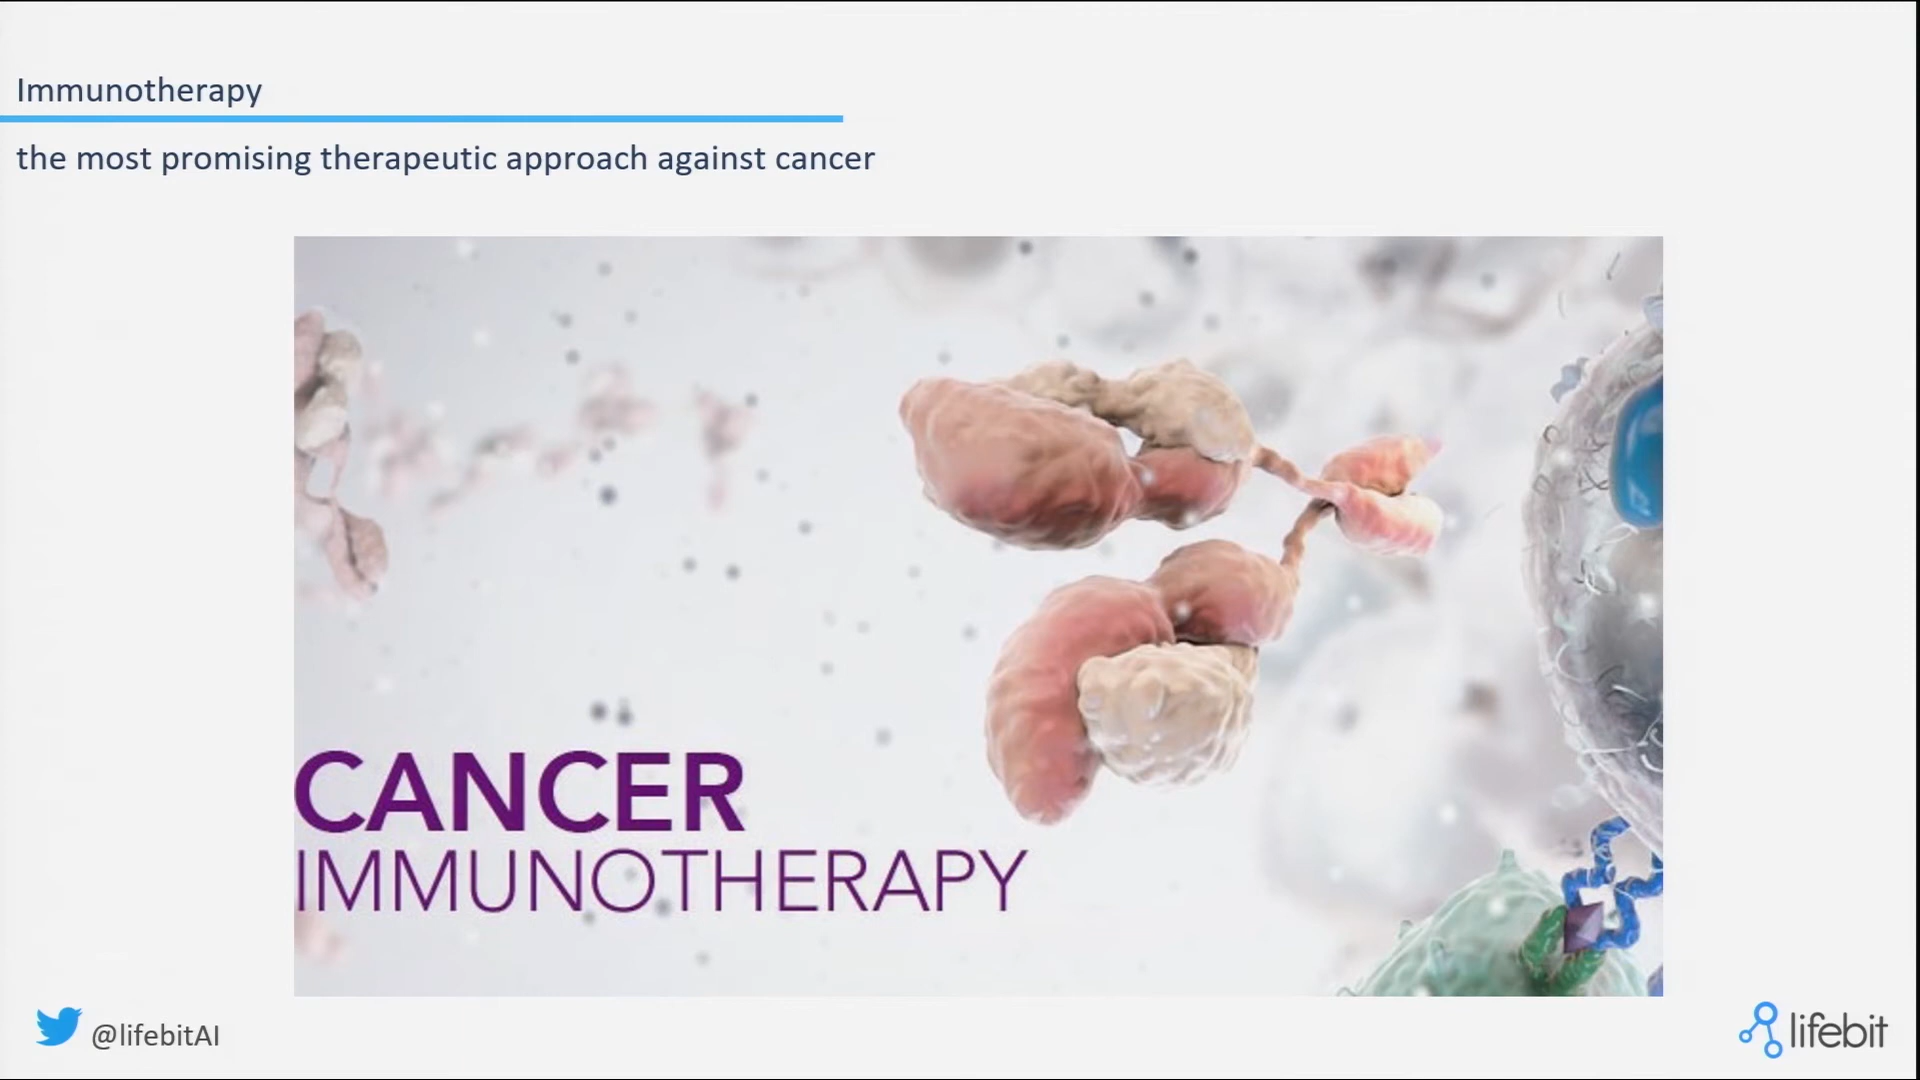 Immunotherapy
the most promising therapeutic approach against cancer
CANCER
IMMUNOTHERAPY
@lifebitAI
lifebit